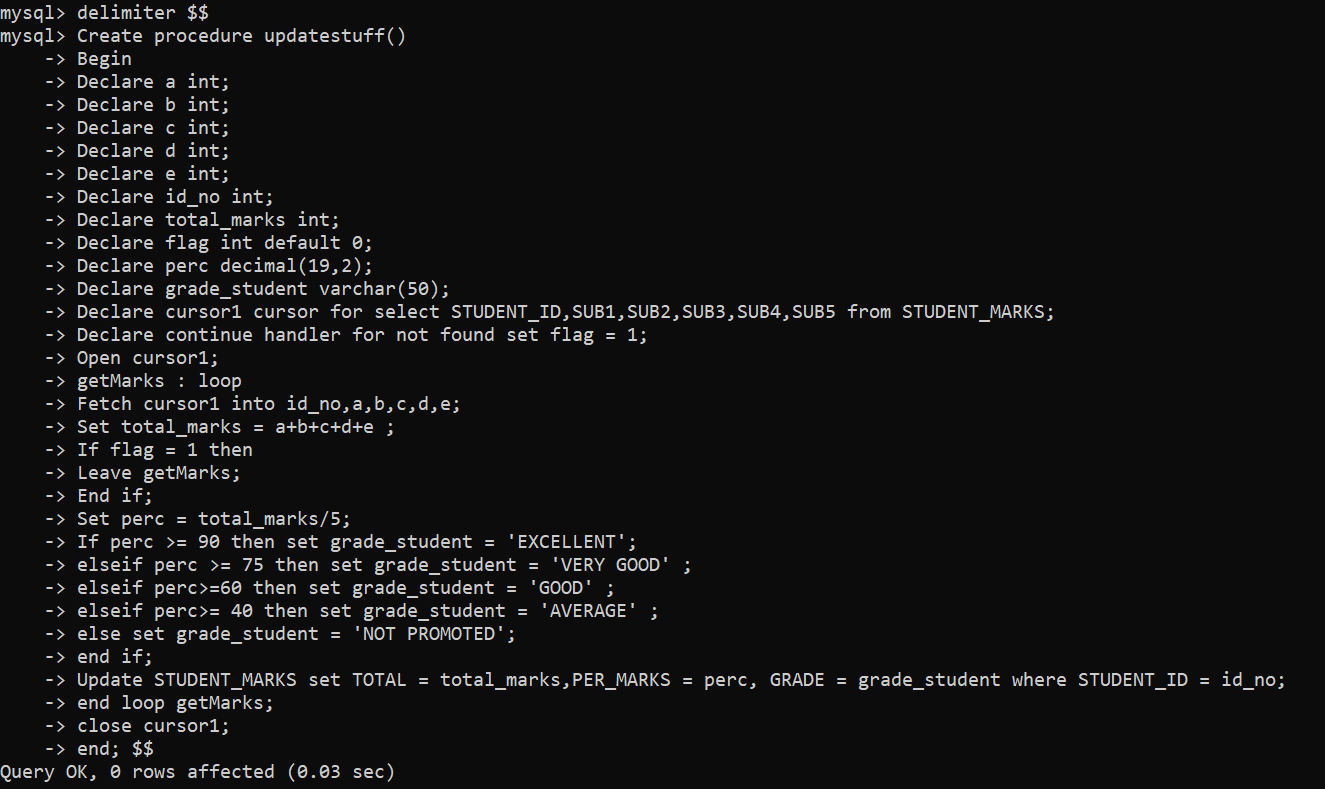 mysql> delimiter $$
mysql> Create procedure updatestuff()
    -> Begin
    -> Declare a int;
    -> Declare b int;
    -> Declare c int;
    -> Declare d int;
    -> Declare e int;
    -> Declare id_no int;
    -> Declare total_marks int;
    -> Declare flag int default 0;
    -> Declare perc decimal(19,2);
    -> Declare grade_student varchar(50);
    -> Declare cursor1 cursor for select STUDENT_ID,SUB1,SUB2,SUB3,SUB4,SUB5 from STUDENT_MARKS;
    -> Declare continue handler for not found set flag = 1;
    -> Open cursor1;
    -> getMarks : loop
    -> Fetch cursor1 into id_no,a,b,c,d,e;
    -> Set total_marks = a+b+c+d+e ;
    -> If flag = 1 then
    -> Leave getMarks;
    -> End if;
    -> Set perc = total_marks/5;
    -> If perc >= 90 then set grade_student = 'EXCELLENT';
    -> elseif perc >= 75 then set grade_student = 'VERY GOOD' ;
    -> elseif perc>=60 then set grade_student = 'GOOD' ;
    -> elseif perc>= 40 then set grade_student = 'AVERAGE' ;
    -> else set grade_student = 'NOT PROMOTED';
    -> end if;
    -> Update STUDENT_MARKS set TOTAL = total_marks,PER_MARKS = perc, GRADE = grade_student where STUDENT_ID = id_no;
    -> end loop getMarks;
    -> close cursor1;
    -> end; $$
Query OK, 0 rows affected (0.03 sec)